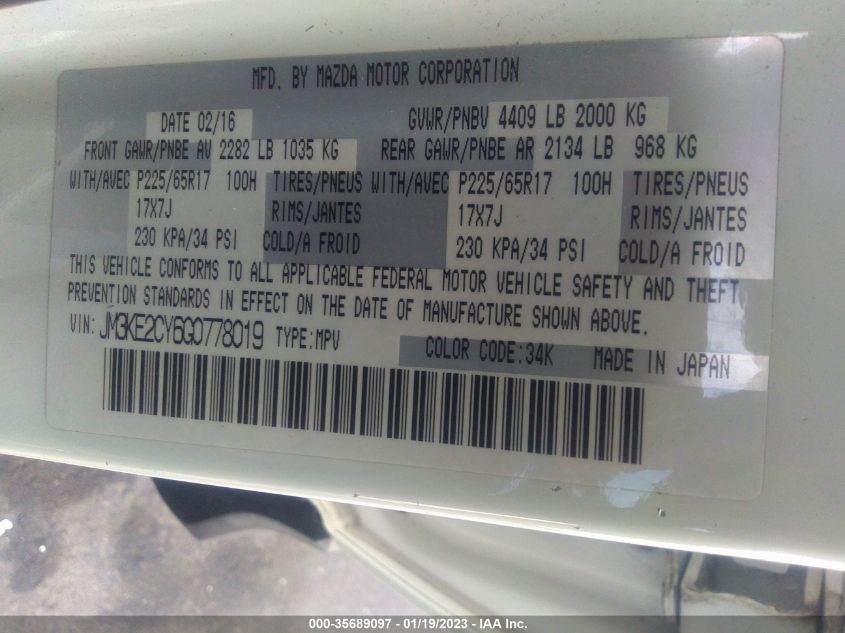 MFD. BY MAZDA MOTOR CORPORATION
DATE 02/16 GVWR/PNBV 4409 LB 2000 KG
FRONT GAWR/PNBE AV 2282 LB 1035 KG REAR GAWR/PNBE AR 2134 LB 968 KG
WITH/AVEC P225/65R17 100H TIRES/PNEUS WITH/AVEC P225/65R17 100H TIRES/PNEUS
17X7J RIMS/JANTES 17X7J RIMS/JANTES
230 KPA/34 PSI COLD/A FROID 230 KPA/34 PSI COLD/A FROID
THIS VEHICLE CONFORMS TO ALL APPLICABLE FEDERAL MOTOR VEHICLE SAFETY AND THEFT
PREVENTION STANDARDS IN EFFECT ON THE DATE OF MANUFACTURE SHOWN ABOVE.
VIN: JM3KE2CY6G0778019 TYPE:MPV
COLOR CODE:34K MADE IN JAPAN
000-35689097 - 01/19/2023 - IAA Inc.